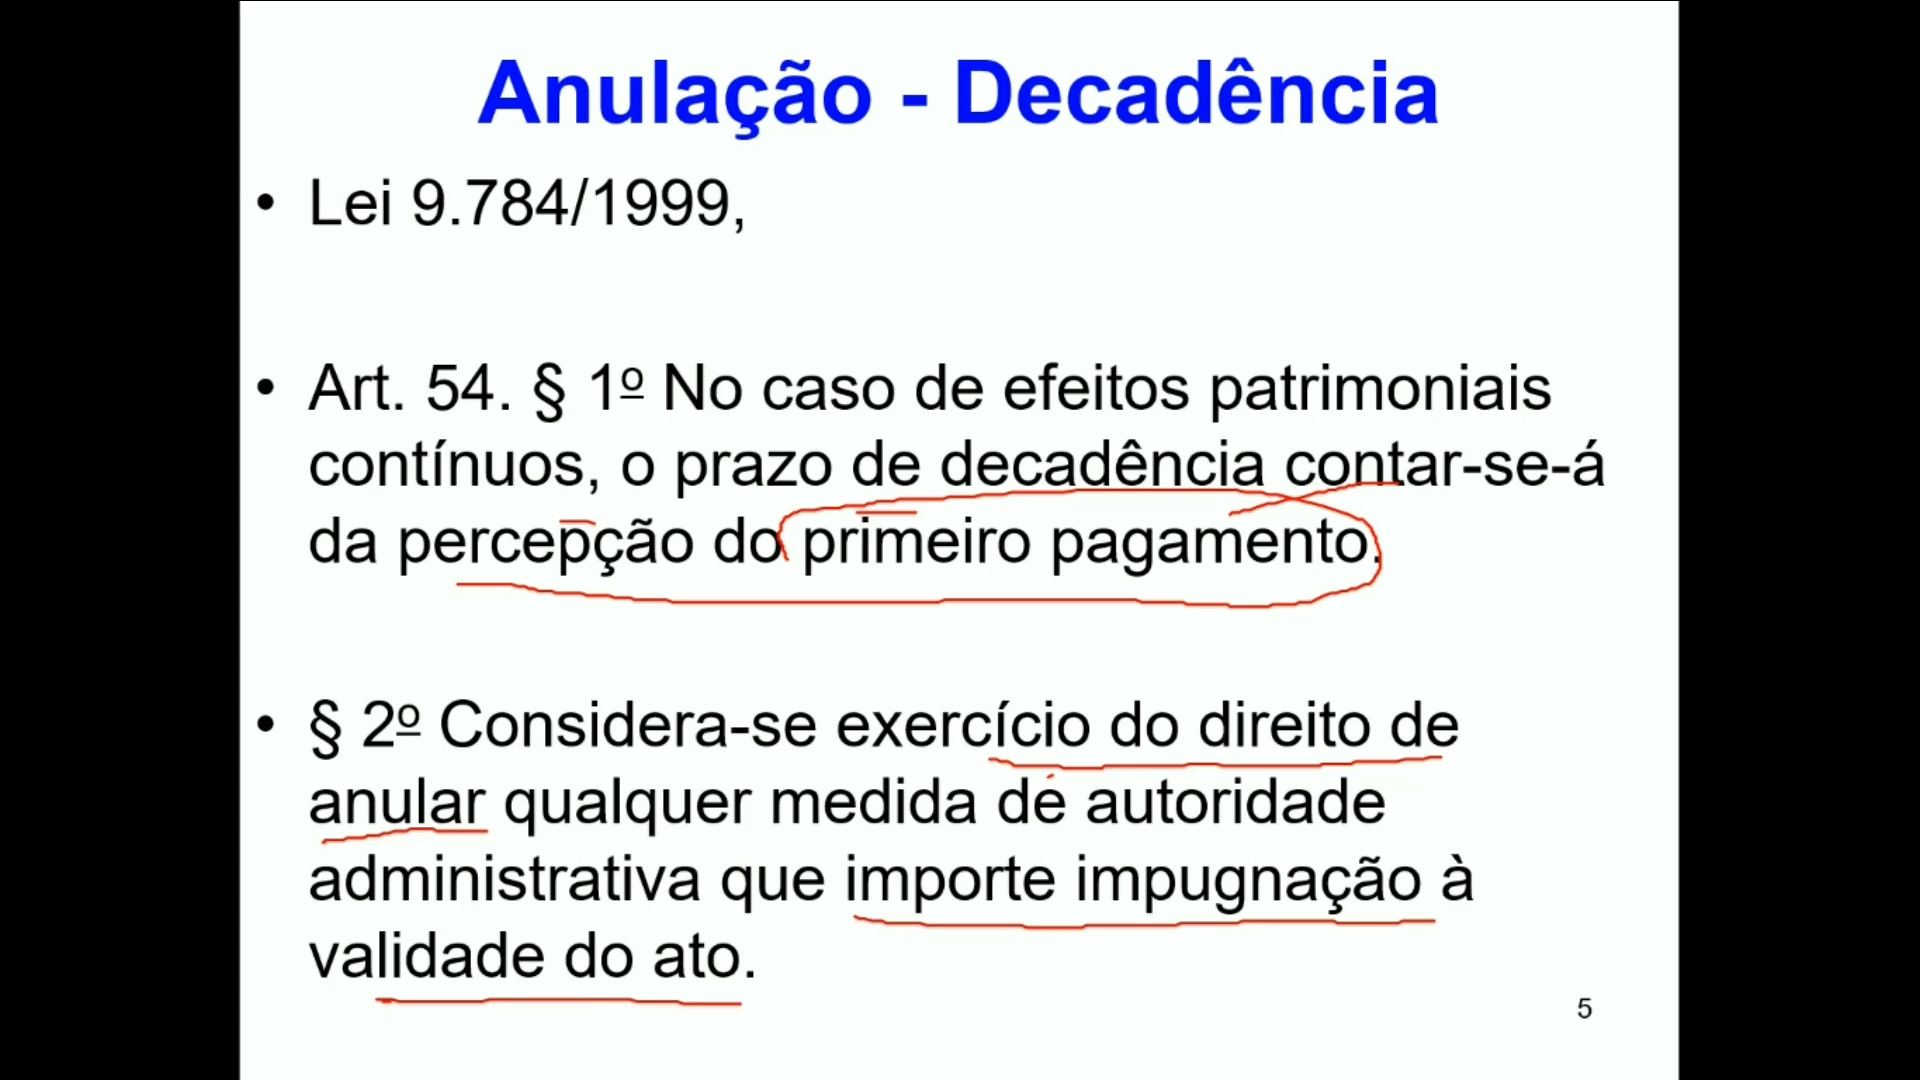 Anulação - Decadência
• Lei 9.784/1999,
• Art. 54. § 1º No caso de efeitos patrimoniais
contínuos, o prazo de decadência contar-se-á
da percepção do primeiro pagamento.
• § 2º Considera-se exercício do direito de
anular qualquer medida de autoridade
administrativa que importe impugnação à
validade do ato.
5